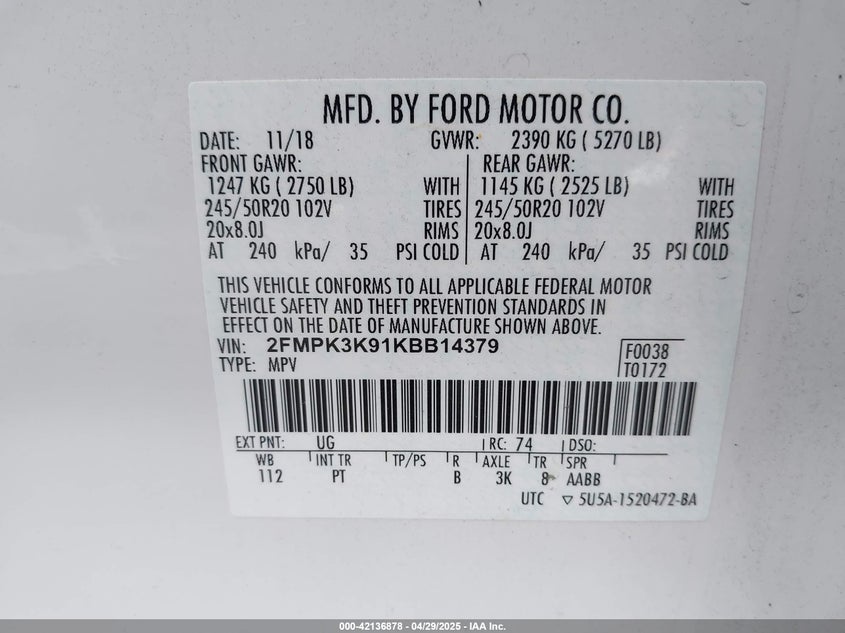 MFD. BY FORD MOTOR CO.
DATE: 11/18 GVWR: 2390 KG ( 5270 LB)
FRONT GAWR: REAR GAWR:
1247 KG ( 2750 LB) WITH 1145 KG ( 2525 LB) WITH
245/50R20 102V TIRES 245/50R20 102V TIRES
20x8.0J RIMS 20x8.0J RIMS
AT 240 kPa/ 35 PSI COLD AT 240 kPa/ 35 PSI COLD
THIS VEHICLE CONFORMS TO ALL APPLICABLE FEDERAL MOTOR
VEHICLE SAFETY AND THEFT PREVENTION STANDARDS IN
EFFECT ON THE DATE OF MANUFACTURE SHOWN ABOVE.
VIN: 2FMPK3K91KBB14379 F0038
TYPE: MPV T0172
EXT PNT: UG RC: 74 DSO:
WB INT TR TP/PS R AXLE TR SPR
112 PT B 3K 8 AABB
UTC ▽ 5U5A-1520472-BA
000-42136878 - 04/29/2025 - IAA Inc.